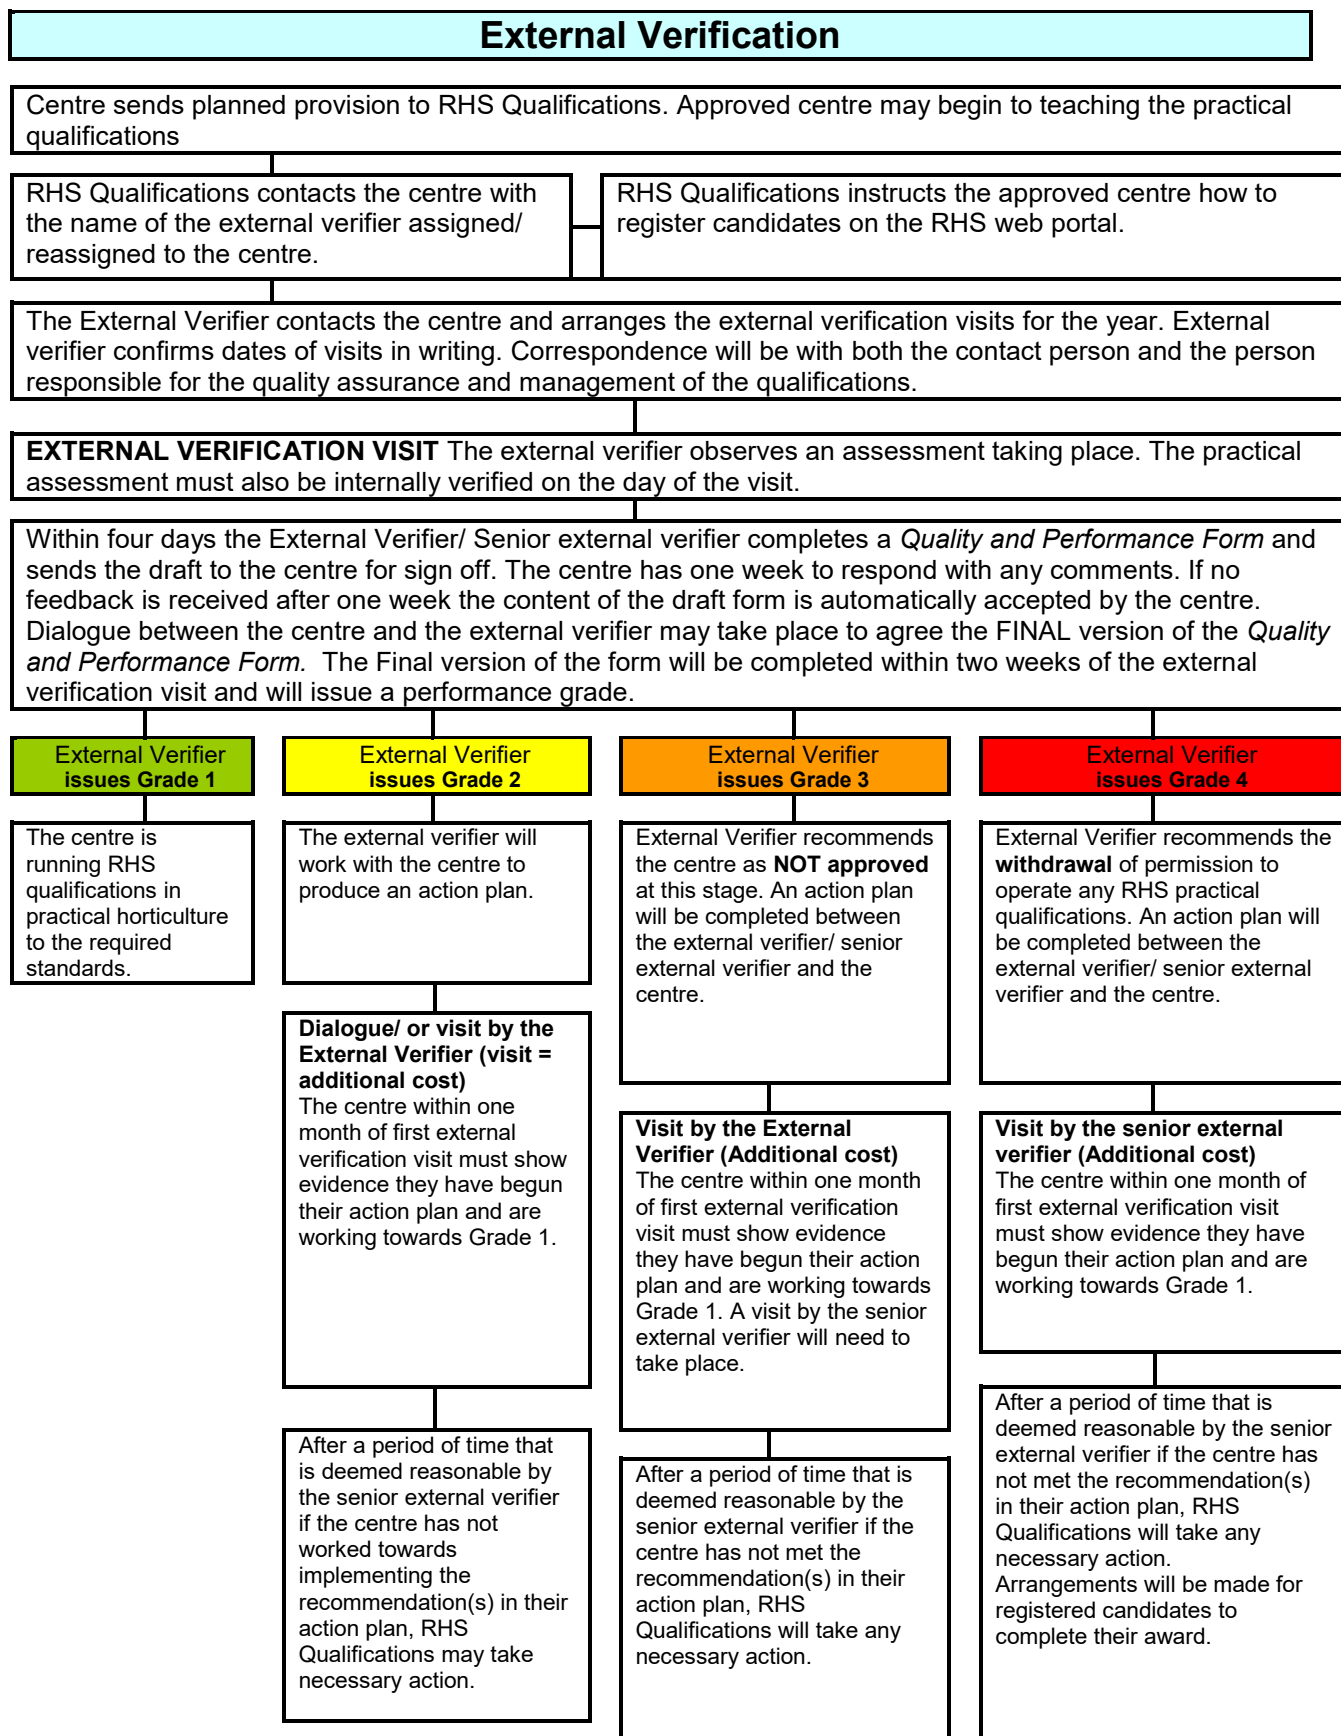 External Verification
Centre sends planned provision to RHS Qualifications. Approved centre may begin to teaching the practical
qualifications
RHS Qualifications contacts the centre with
the name of the external verifier assigned/
reassigned to the centre.
RHS Qualifications instructs the approved centre how to
register candidates on the RHS web portal.
The External Verifier contacts the centre and arranges the external verification visits for the year. External
verifier confirms dates of visits in writing. Correspondence will be with both the contact person and the person
responsible for the quality assurance and management of the qualifications.
EXTERNAL VERIFICATION VISIT The external verifier observes an assessment taking place. The practical
assessment must also be internally verified on the day of the visit.
Within four days the External Verifier/ Senior external verifier completes a Quality and Performance Form and
sends the draft to the centre for sign off. The centre has one week to respond with any comments. If no
feedback is received after one week the content of the draft form is automatically accepted by the centre.
Dialogue between the centre and the external verifier may take place to agree the FINAL version of the Quality
and Performance Form. The Final version of the form will be completed within two weeks of the external
verification visit and will issue a performance grade.
External Verifier
issues Grade 1
The centre is
running RHS
qualifications in
practical horticulture
to the required
standards.
External Verifier
issues Grade 2
The external verifier will
work with the centre to
produce an action plan.
Dialogue/ or visit by the
External Verifier (visit =
additional cost)
The centre within one
month of first external
verification visit must show
evidence they have begun
their action plan and are
working towards Grade 1.
After a period of time that
is deemed reasonable by
the senior external verifier
if the centre has not
worked towards
implementing the
recommendation(s) in their
action plan, RHS
Qualifications may take
necessary action.
External Verifier
issues Grade 3
External Verifier recommends
the centre as NOT approved
at this stage. An action plan
will be completed between
the external verifier/ senior
external verifier and the
centre.
Visit by the External
Verifier (Additional cost)
The centre within one month
of first external verification
visit must show evidence
they have begun their action
plan and are working towards
Grade 1. A visit by the senior
external verifier will need to
take place.
After a period of time that is
deemed reasonable by the
senior external verifier if the
centre has not met the
recommendation(s) in their
action plan, RHS
Qualifications will take any
necessary action.
External Verifier
issues Grade 4
External Verifier recommends the
withdrawal of permission to
operate any RHS practical
qualifications. An action plan will
be completed between the
external verifier/ senior external
verifier and the centre.
Visit by the senior external
verifier (Additional cost)
The centre within one month of
first external verification visit
must show evidence they have
begun their action plan and are
working towards Grade 1.
After a period of time that is
deemed reasonable by the senior
external verifier if the centre has
not met the recommendation(s)
in their action plan, RHS
Qualifications will take any
necessary action.
Arrangements will be made for
registered candidates to
complete their award.